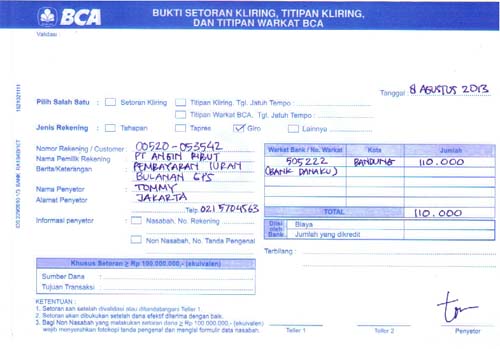 BCA
BUKTI SETORAN KLIRING, TITIPAN KLIRING,
DAN TITIPAN WARKAT BCA
Validasi
Tanggal 8 AGUSTUS 2013
Pilih Salah Satu : Setoran Kliring Titipan Kliring, Tgl. Jatuh Tempo :
Titipan Warkat BCA, Tgl. Jatuh Tempo :
Jenis Rekening : Tahapan Tapres Giro Lainnya :
Nomor Rekening / Customer : 00520-053542
Nama Pemilik Rekening : PT ANGIN RIBUT
Berita/Keterangan : PEMBAYARAN IURAN
BULANAN GPS
Nama Penyetor : TOMMY
Alamat Penyetor : JAKARTA
Telp. 0215704563
Informasi penyetor : Nasabah, No. Rekening :
Non Nasabah, No. Tanda Pengenal
Warkat Bank / No. Warkat Kota Jumlah
505222 BANDUNG 110.000
(BANK DANAKU)
TOTAL 110.000
Diisi oleh Bank Biaya
Jumlah yang dikredit
Terbilang :
Khusus Setoran ≥ Rp 100.000.000,- (ekuivalen)
Sumber Dana :
Tujuan Transaksi :
KETENTUAN :
1. Setoran sah setelah divalidasi atau ditandatangani Teller 1.
2. Setoran akan dibukukan setelah dana efektif diterima dengan baik.
3. Bagi Non Nasabah yang melakukan setoran dana ≥ Rp 100.000.000,- (ekuivalen)
wajib menyerahkan fotokopi tanda pengenal dan mengisi formulir data nasabah.
Teller 1 Teller 2 Penyetor